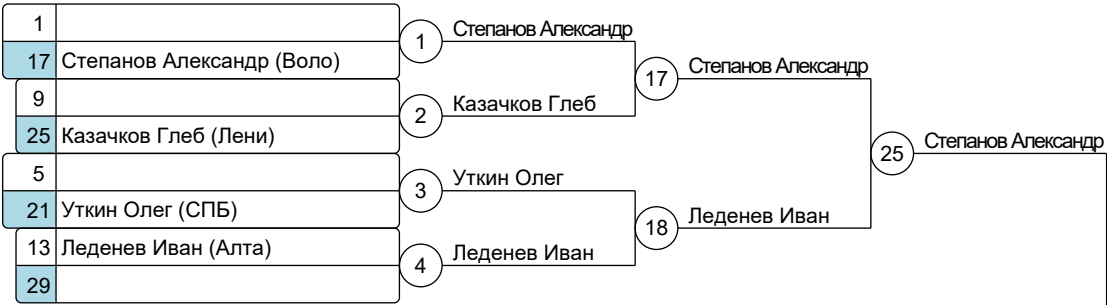 1
17 Степанов Александр (Воло)
9
25 Казачков Глеб (Лени)
5
21 Уткин Олег (СПБ)
13 Леденев Иван (Алта)
29
1 Степанов Александр
2 Казачков Глеб
3 Уткин Олег
4 Леденев Иван
17 Степанов Александр
18 Леденев Иван
25 Степанов Александр